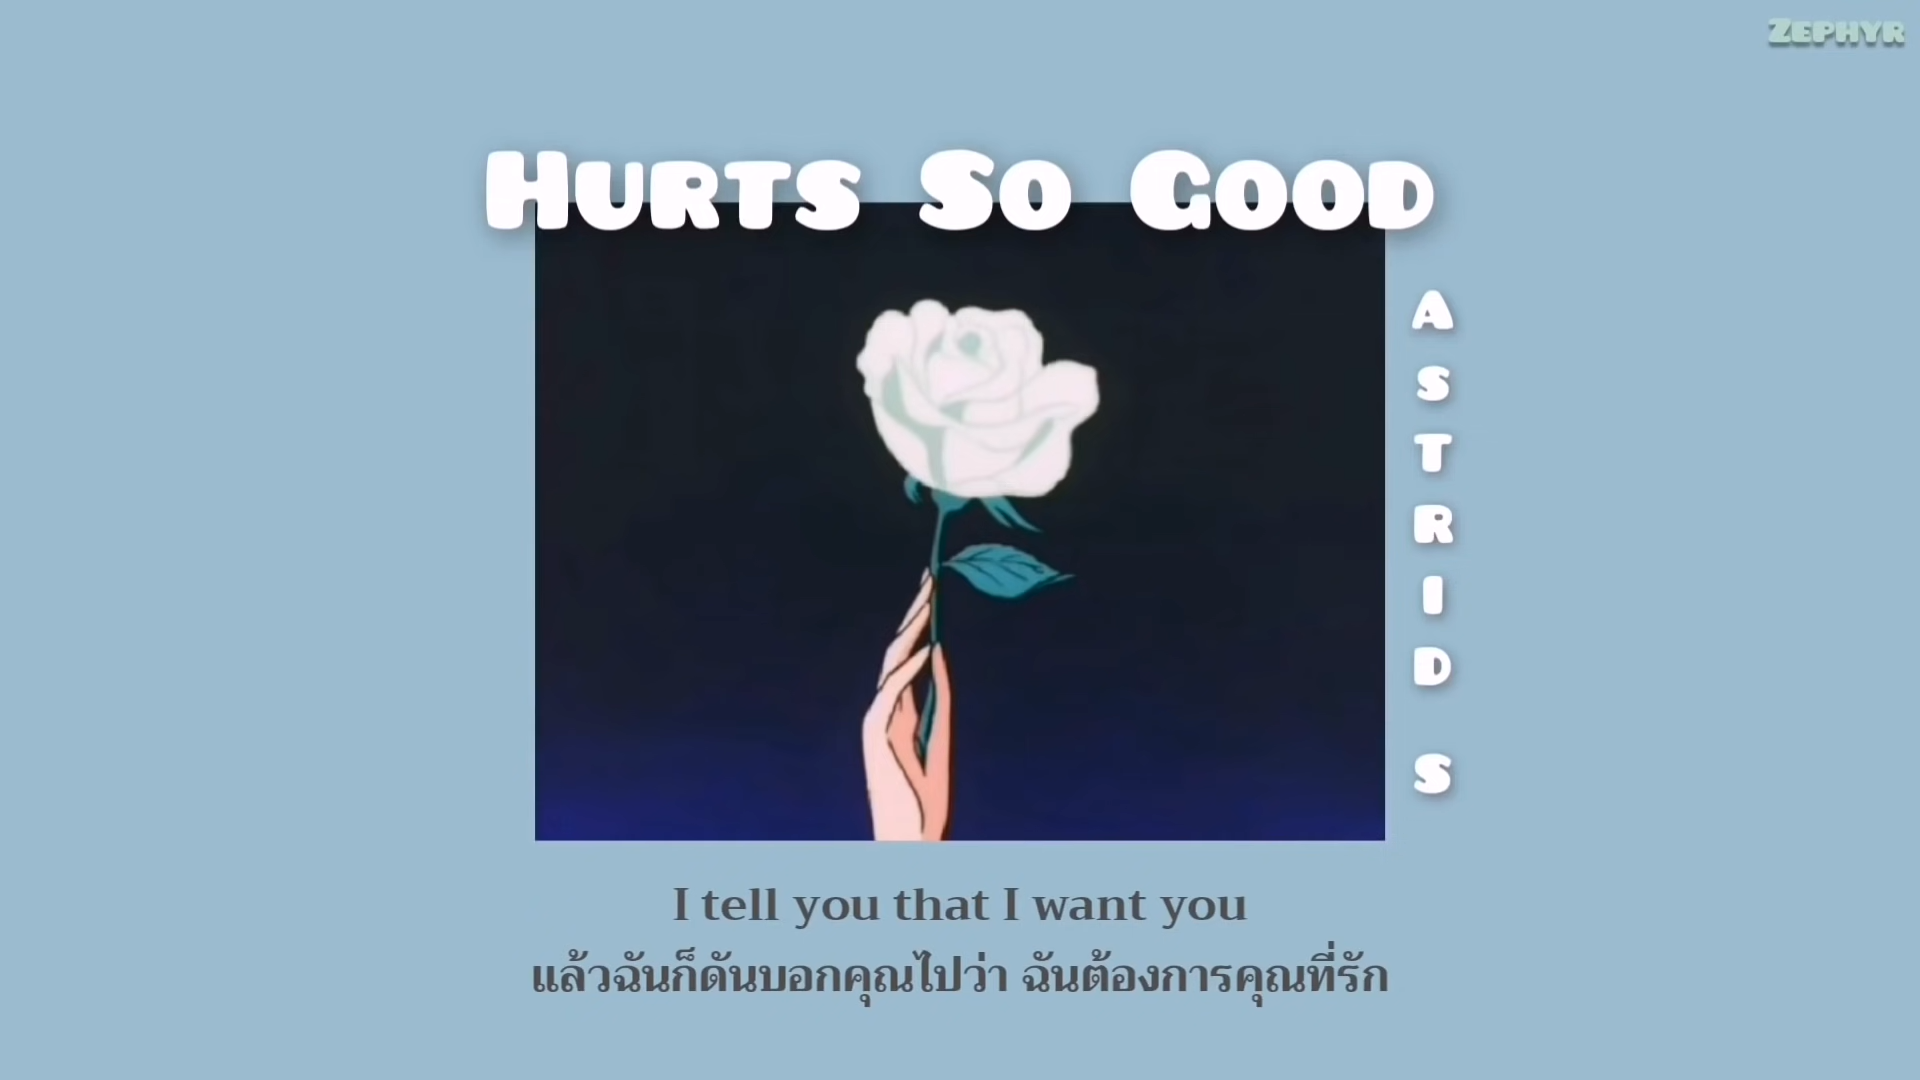 ZEPHYR
HURTS SO GOOD
ASTRID S
I tell you that I want you
แล้วฉันก็ดันบอกคุณไปว่า ฉันต้องการคุณที่รัก